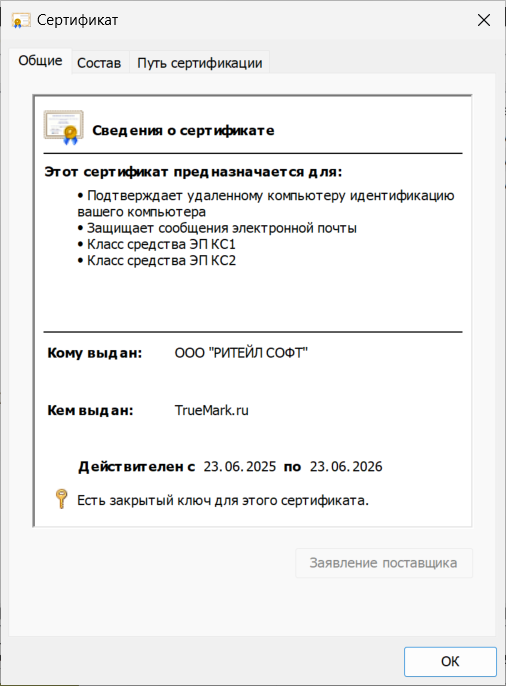 Сертификат
Общие Состав Путь сертификации
Сведения о сертификате
Этот сертификат предназначается для:
• Подтверждает удаленному компьютеру идентификацию
вашего компьютера
• Защищает сообщения электронной почты
• Класс средства ЭП КС1
• Класс средства ЭП КС2
Кому выдан: ООО "РИТЕЙЛ СОФТ"
Кем выдан: TrueMark.ru
Действителен с 23.06.2025 по 23.06.2026
Есть закрытый ключ для этого сертификата.
Заявление поставщика
ОК